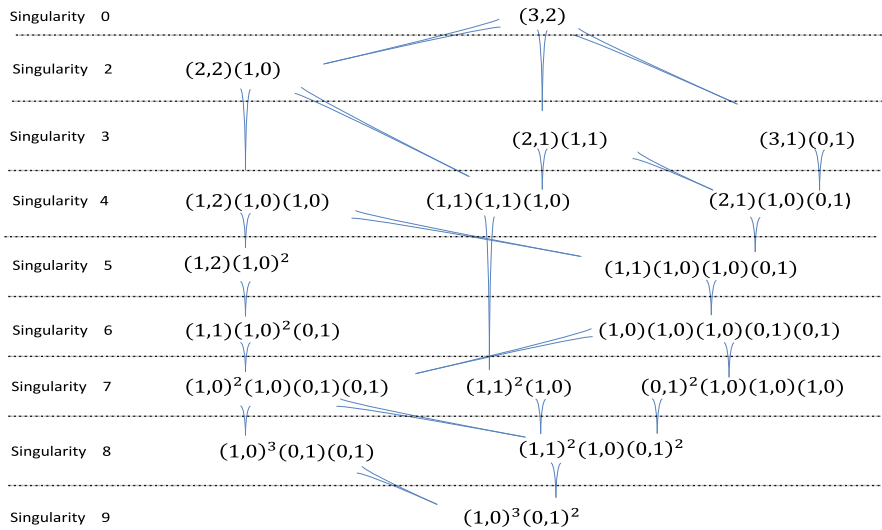 Singularity 0 (3,2)
Singularity 2 (2,2)(1,0)
Singularity 3 (2,1)(1,1) (3,1)(0,1)
Singularity 4 (1,2)(1,0)(1,0) (1,1)(1,1)(1,0) (2,1)(1,0)(0,1)
Singularity 5 (1,2)(1,0)² (1,1)(1,0)(1,0)(0,1)
Singularity 6 (1,1)(1,0)²(0,1) (1,0)(1,0)(1,0)(0,1)(0,1)
Singularity 7 (1,0)²(1,0)(0,1)(0,1) (1,1)²(1,0) (0,1)²(1,0)(1,0)(1,0)
Singularity 8 (1,0)³(0,1)(0,1) (1,1)²(1,0)(0,1)²
Singularity 9 (1,0)³(0,1)²